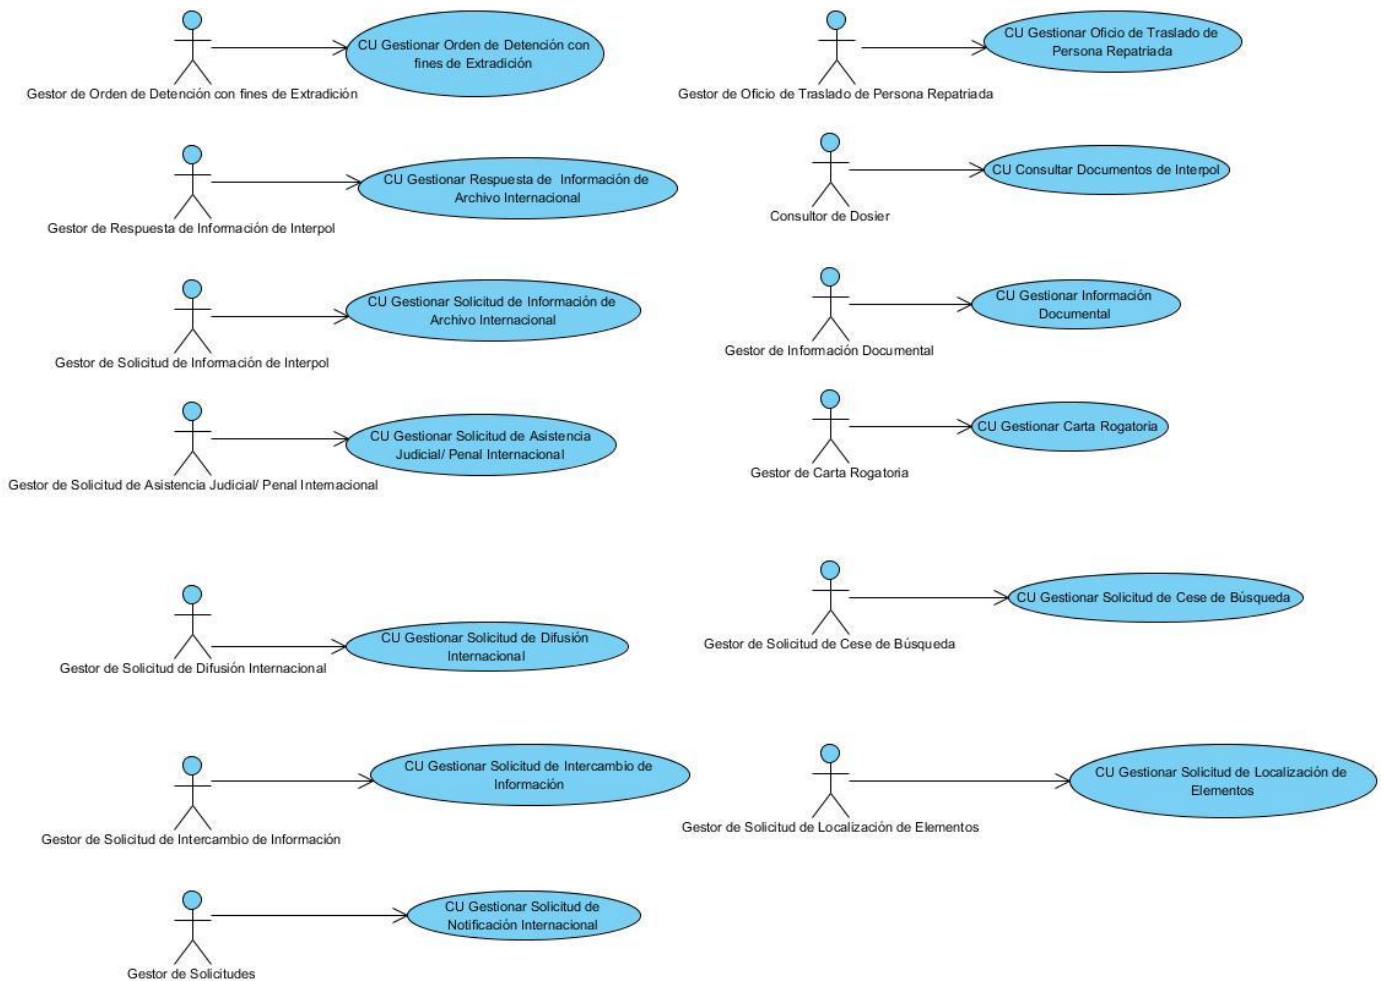 CU Gestionar Orden de Detención con
fines de Extradición
Gestor de Orden de Detención con fines de Extradición
CU Gestionar Oficio de Traslado de
Persona Repatriada
Gestor de Oficio de Traslado de Persona Repatriada
CU Gestionar Respuesta de Información de
Archivo Internacional
Gestor de Respuesta de Información de Interpol
CU Consultar Documentos de Interpol
Consultor de Dosier
CU Gestionar Solicitud de Información de
Archivo Internacional
Gestor de Solicitud de Información de Interpol
CU Gestionar Información
Documental
Gestor de Información Documental
CU Gestionar Solicitud de Asistencia
Judicial/ Penal Internacional
Gestor de Solicitud de Asistencia Judicial/ Penal Internacional
CU Gestionar Carta Rogatoria
Gestor de Carta Rogatoria
CU Gestionar Solicitud de Difusión
Internacional
Gestor de Solicitud de Difusión Internacional
CU Gestionar Solicitud de Cese de Búsqueda
Gestor de Solicitud de Cese de Búsqueda
CU Gestionar Solicitud de Intercambio de
Información
Gestor de Solicitud de Intercambio de Información
CU Gestionar Solicitud de Localización de
Elementos
Gestor de Solicitud de Localización de Elementos
CU Gestionar Solicitud de
Notificación Internacional
Gestor de Solicitudes